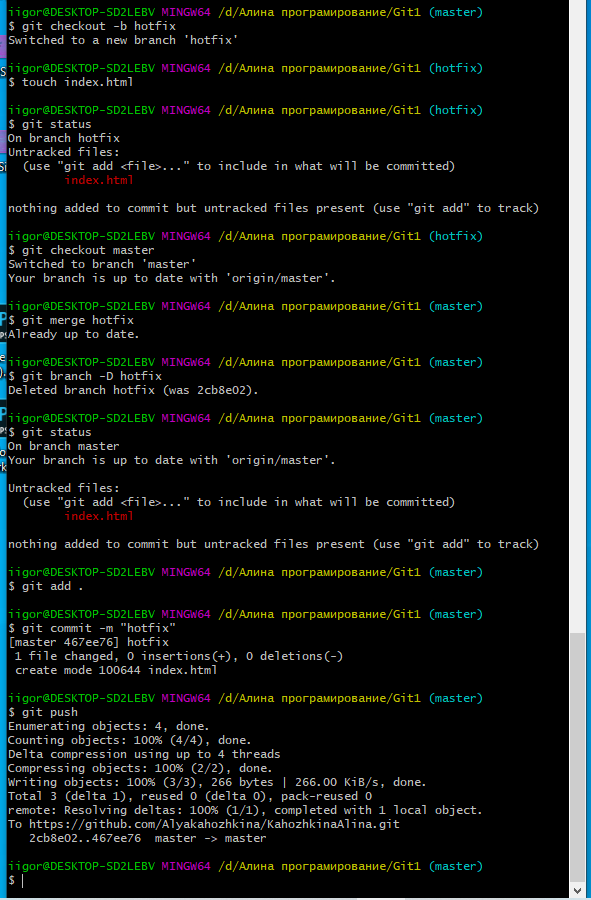 iigor@DESKTOP-SD2LEBV MINGW64 /d/Алина програмирование/Git1 (master)
$ git checkout -b hotfix
Switched to a new branch 'hotfix'
iigor@DESKTOP-SD2LEBV MINGW64 /d/Алина програмирование/Git1 (hotfix)
$ touch index.html
iigor@DESKTOP-SD2LEBV MINGW64 /d/Алина програмирование/Git1 (hotfix)
$ git status
On branch hotfix
Untracked files:
(use "git add <file>..." to include in what will be committed)
index.html
nothing added to commit but untracked files present (use "git add" to track)
iigor@DESKTOP-SD2LEBV MINGW64 /d/Алина програмирование/Git1 (hotfix)
$ git checkout master
Switched to branch 'master'
Your branch is up to date with 'origin/master'.
iigor@DESKTOP-SD2LEBV MINGW64 /d/Алина програмирование/Git1 (master)
$ git merge hotfix
Already up to date.
iigor@DESKTOP-SD2LEBV MINGW64 /d/Алина програмирование/Git1 (master)
$ git branch -D hotfix
Deleted branch hotfix (was 2cb8e02).
iigor@DESKTOP-SD2LEBV MINGW64 /d/Алина програмирование/Git1 (master)
$ git status
On branch master
Your branch is up to date with 'origin/master'.
Untracked files:
(use "git add <file>..." to include in what will be committed)
index.html
nothing added to commit but untracked files present (use "git add" to track)
iigor@DESKTOP-SD2LEBV MINGW64 /d/Алина програмирование/Git1 (master)
$ git add .
iigor@DESKTOP-SD2LEBV MINGW64 /d/Алина програмирование/Git1 (master)
$ git commit -m "hotfix"
[master 467ee76] hotfix
1 file changed, 0 insertions(+), 0 deletions(-)
create mode 100644 index.html
iigor@DESKTOP-SD2LEBV MINGW64 /d/Алина програмирование/Git1 (master)
$ git push
Enumerating objects: 4, done.
Counting objects: 100% (4/4), done.
Delta compression using up to 4 threads
Compressing objects: 100% (2/2), done.
Writing objects: 100% (3/3), 266 bytes | 266.00 KiB/s, done.
Total 3 (delta 1), reused 0 (delta 0), pack-reused 0
remote: Resolving deltas: 100% (1/1), completed with 1 local object.
To https://github.com/Alyakahozhkina/KahozhkinaAlina.git
2cb8e02..467ee76  master -> master
iigor@DESKTOP-SD2LEBV MINGW64 /d/Алина програмирование/Git1 (master)
$